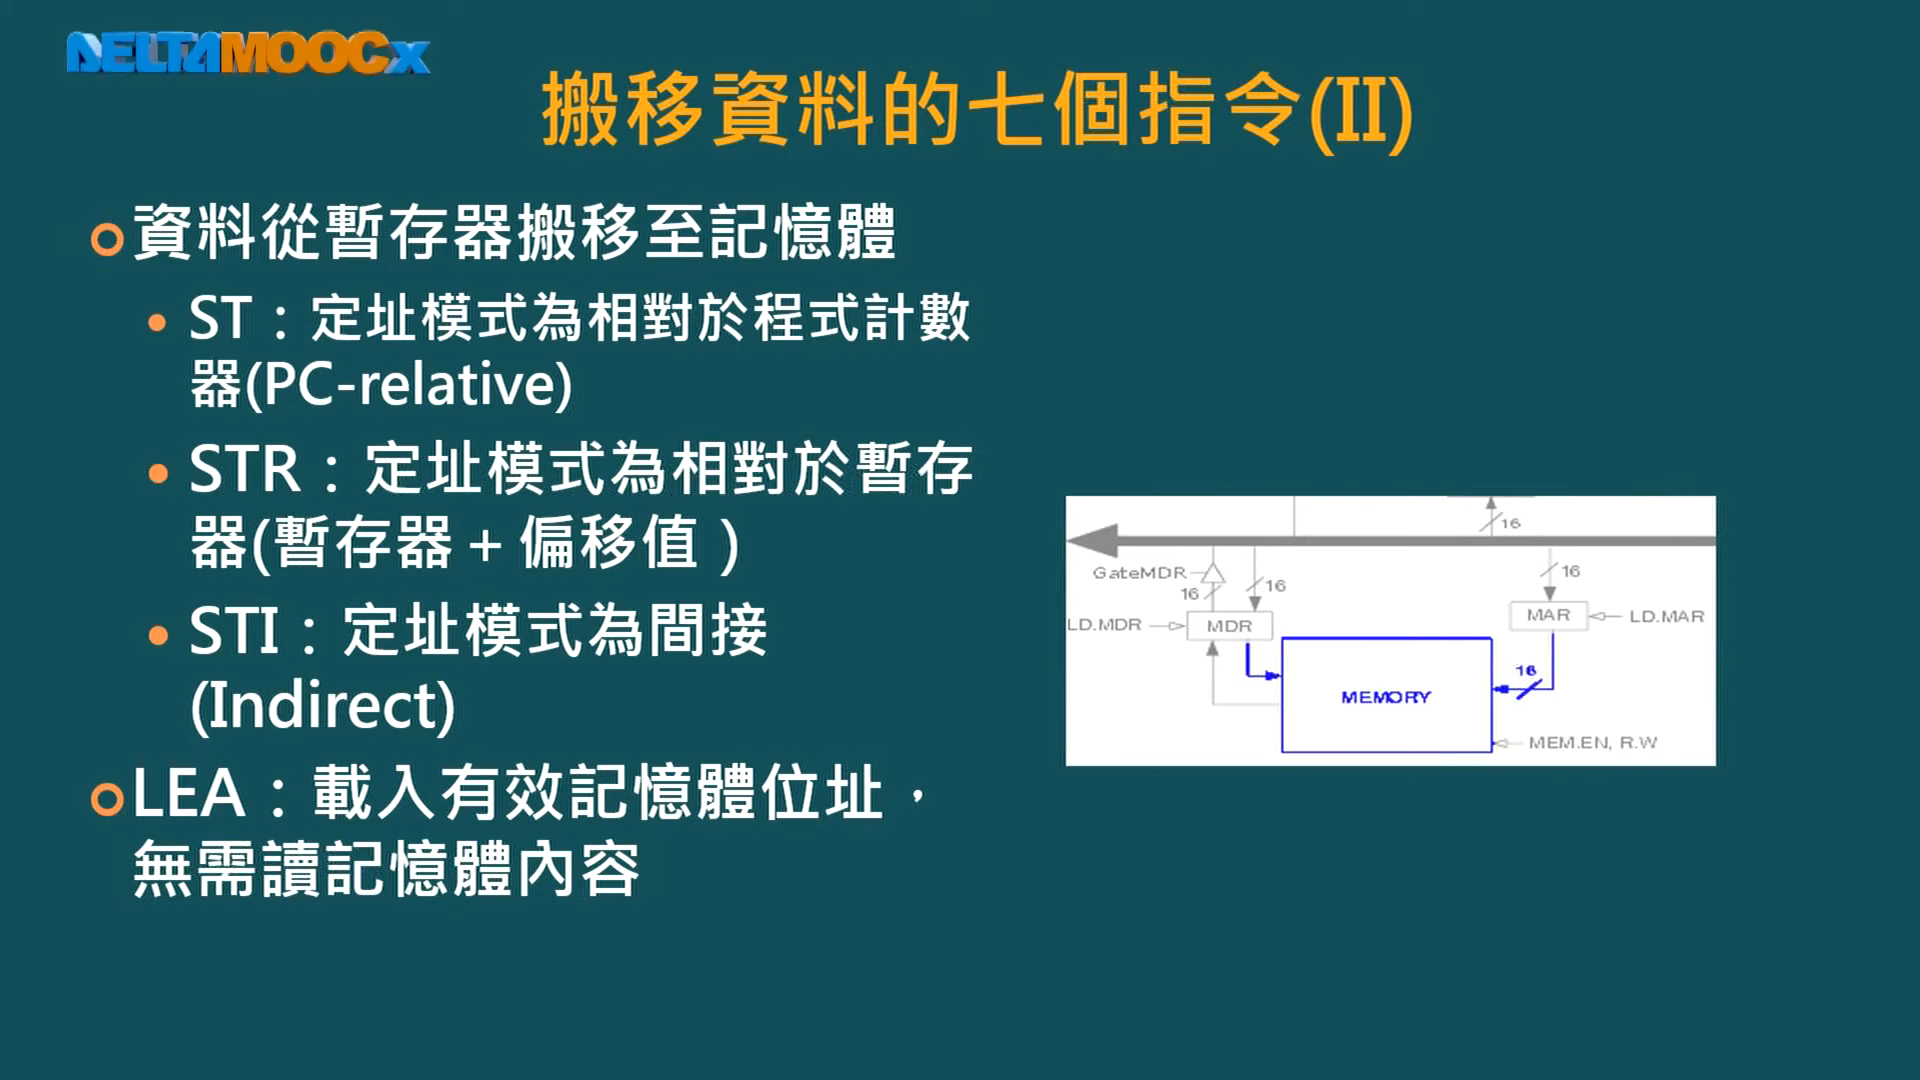 DELTAMOOCx
搬移資料的七個指令(II)
資料從暫存器搬移至記憶體
ST：定址模式為相對於程式計數
器(PC-relative)
STR：定址模式為相對於暫存
器(暫存器＋偏移值）
STI：定址模式為間接
(Indirect)
LEA：載入有效記憶體位址，
無需讀記憶體內容
16
GateMDR
16
16
16
LD.MDR
MDR
MAR
LD.MAR
16
MEMORY
MEM.EN, R.W